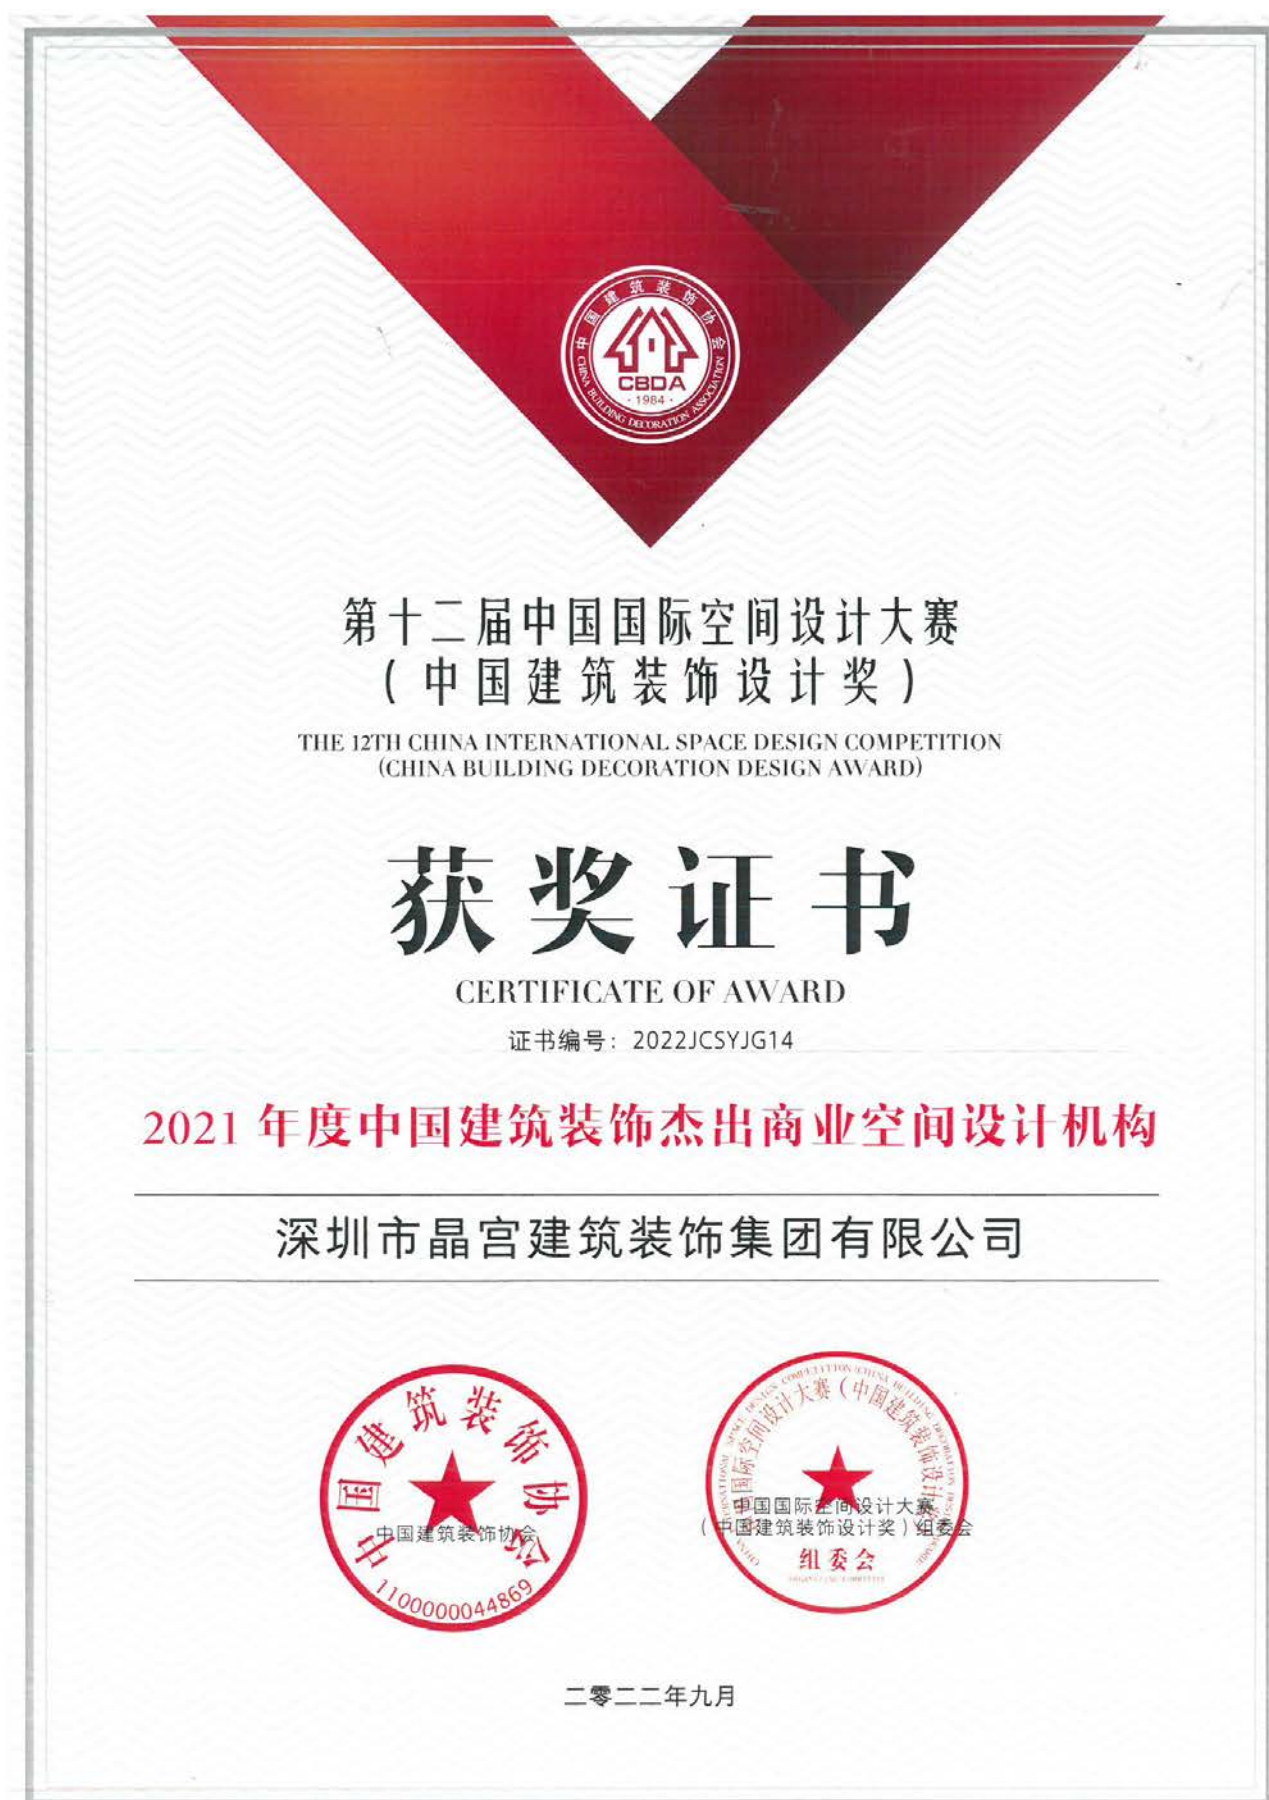 中国建筑装饰协会
CBDA
· 1984 ·
CHINA BUILDING DECORATION ASSOCIATION
第十二届中国国际空间设计大赛
（中国建筑装饰设计奖）
THE 12TH CHINA INTERNATIONAL SPACE DESIGN COMPETITION
(CHINA BUILDING DECORATION DESIGN AWARD)
获奖证书
CERTIFICATE OF AWARD
证书编号：2022JCSYJG14
2021 年度中国建筑装饰杰出商业空间设计机构
深圳市晶宫建筑装饰集团有限公司
中国建筑装饰协会
中国建筑装饰协会
1100000044869
中国国际空间设计大赛（中国建筑装饰设计奖）
中国国际空间设计大赛
（中国建筑装饰设计奖）组委会
组委会
二零二二年九月